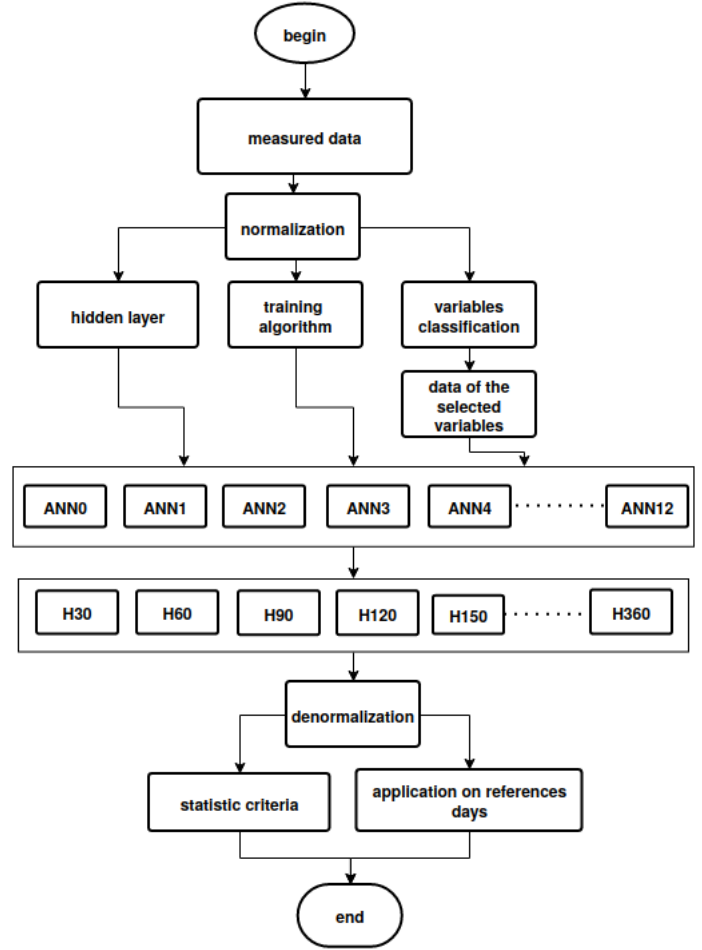 begin
measured data
normalization
hidden layer
training
algorithm
variables
classification
data of the
selected
variables
ANN0 ANN1 ANN2 ANN3 ANN4 ANN12
H30 H60 H90 H120 H150 H360
denormalization
statistic criteria
application on references
days
end